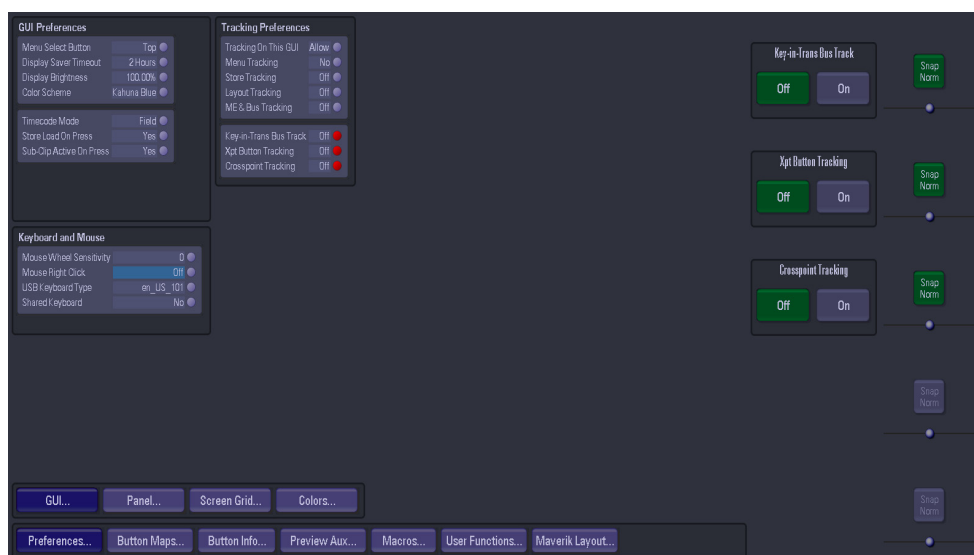 GUI Preferences
Menu Select Button Top
Display Saver Timeout 2 Hours
Display Brightness 100.00%
Color Scheme Kahuna Blue
Timecode Mode Field
Store Load On Press Yes
Sub-Clip Active On Press Yes
Keyboard and Mouse
Mouse Wheel Sensitivity 0
Mouse Right Click Off
USB Keyboard Type en_US_101
Shared Keyboard No
Tracking Preferences
Tracking On This GUI Allow
Menu Tracking No
Store Tracking Off
Layout Tracking Off
ME & Bus Tracking Off
Key-in-Trans Bus Track Off
Xpt Button Tracking Off
Crosspoint Tracking Off
Key-in-Trans Bus Track
Off On
Snap
Norm
Xpt Button Tracking
Off On
Snap
Norm
Crosspoint Tracking
Off On
Snap
Norm
Snap
Norm
Snap
Norm
GUI... Panel... Screen Grid... Colors...
Preferences... Button Maps... Button Info... Preview Aux... Macros... User Functions... Maverik Layout...